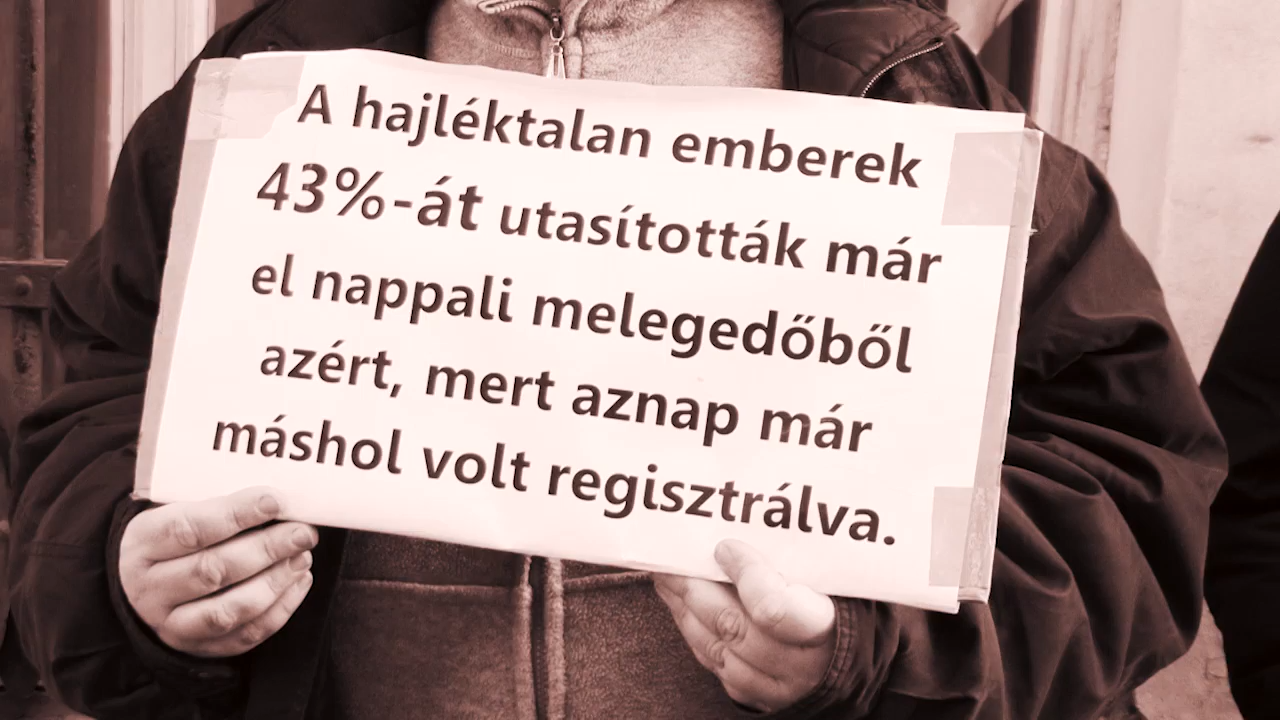 A hajléktalan emberek
43%-át utasították már
el nappali melegedőből
azért, mert aznap már
máshol volt regisztrálva.